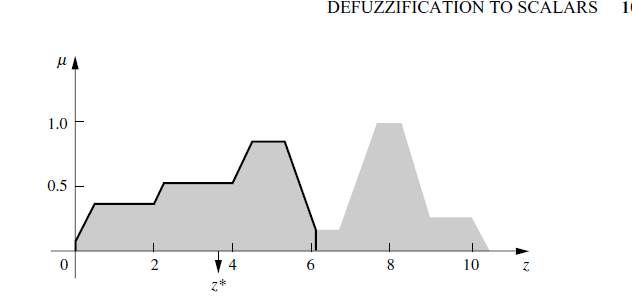 DEFUZZIFICATION TO SCALARS
μ
1.0
0.5
0 2 4 6 8 10 z
z*